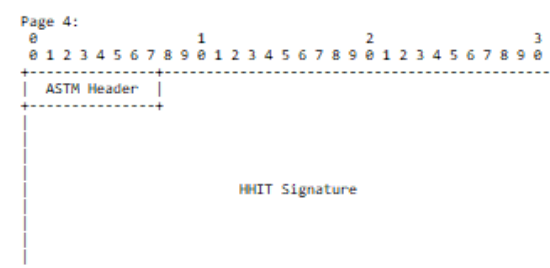 Page 4:
0                   1                   2                   3
0 1 2 3 4 5 6 7 8 9 0 1 2 3 4 5 6 7 8 9 0 1 2 3 4 5 6 7 8 9 0
+---------------+-----------------------------------------------
|  ASTM Header  |
+---------------+
HHIT Signature